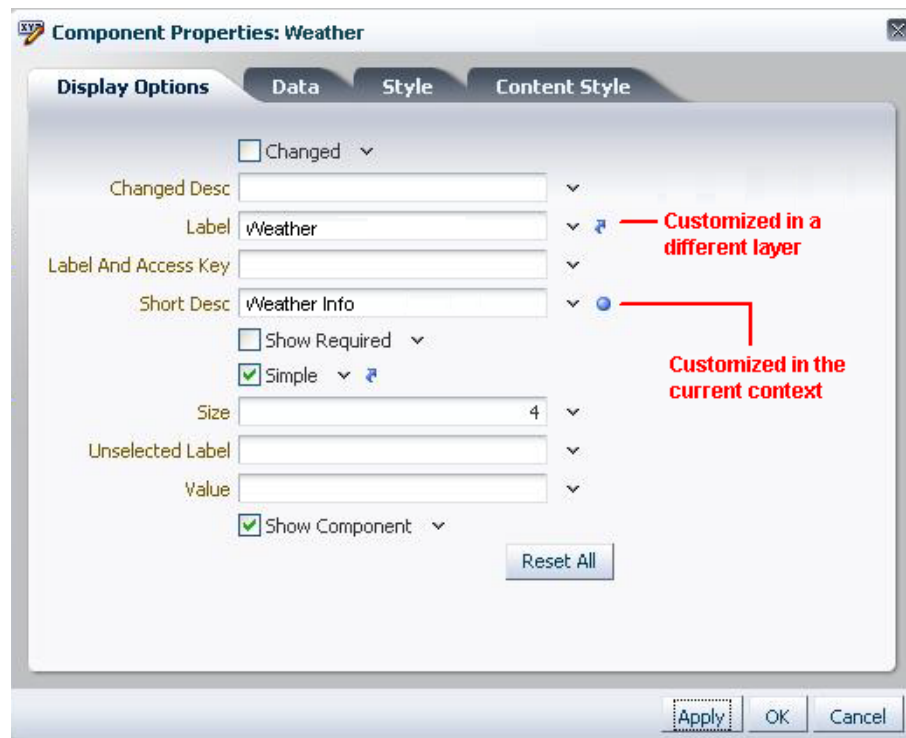 Component Properties: Weather
Display Options Data Style Content Style
Changed
Changed Desc
Label Weather
Customized in a
different layer
Label And Access Key
Short Desc Weather Info
Show Required
Customized in the
current context
Simple
Size 4
Unselected Label
Value
Show Component
Reset All
Apply OK Cancel